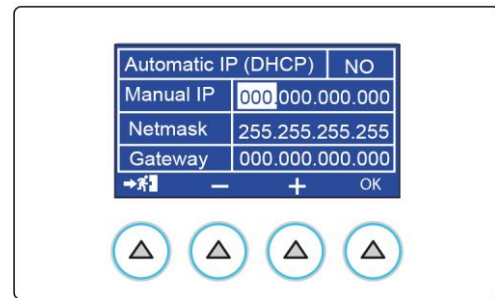 Automatic IP (DHCP) NO
Manual IP 000.000.000.000
Netmask 255.255.255.255
Gateway 000.000.000.000
− + OK